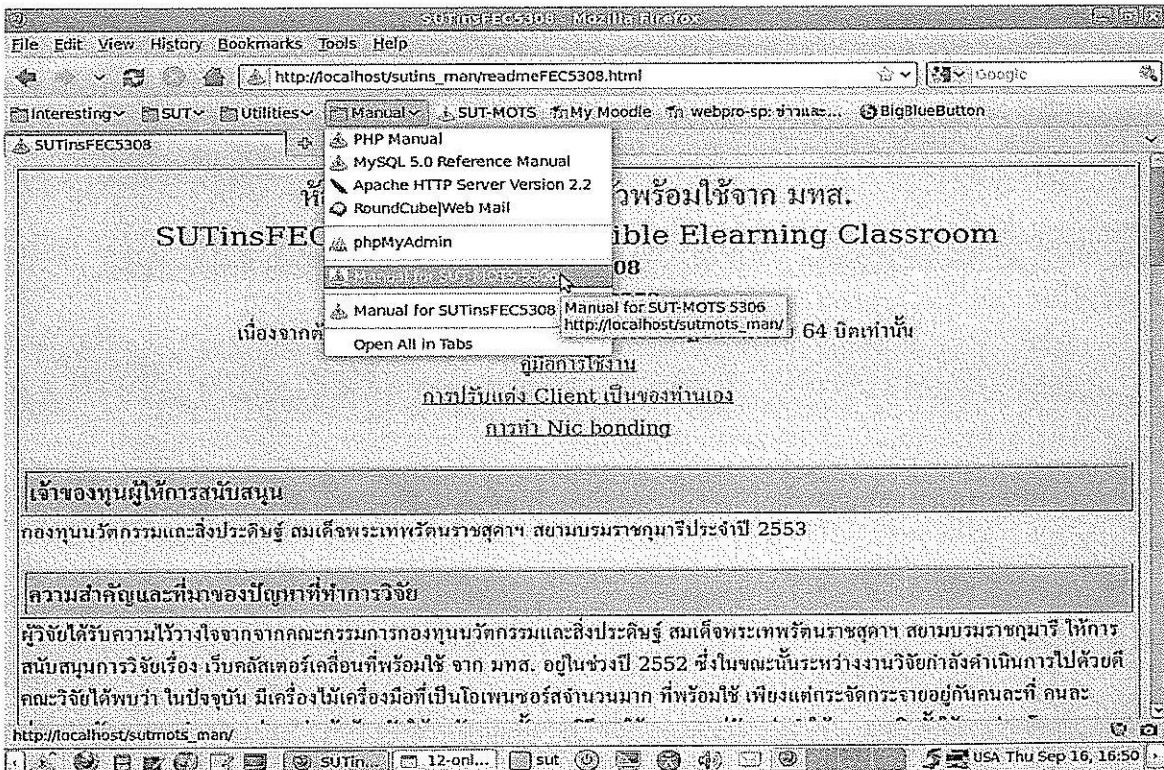 SUTinsFEC5308 - Mozilla Firefox
File Edit View History Bookmarks Tools Help
http://localhost/sutins_man/readmeFEC5308.html
Google
Interesting SUT Utilities Manual SUT-MOTS My Moodle webpro-sp: ข่าวและ... BigBlueButton
SUTinsFEC5308
PHP Manual
MySQL 5.0 Reference Manual
Apache HTTP Server Version 2.2
RoundCube|Web Mail
phpMyAdmin
Manual for SUT-MOTS 5306
Manual for SUTinsFEC5308
Open All in Tabs
Manual for SUT-MOTS 5306
http://localhost/sutmots_man/
วพร้อมใช้จาก มทส.
SUTinsFEC ible Elearning Classroom
08
เนื่องจากตั 64 บิตเท่านั้น
คู่มือการใช้งาน
การปรับแต่ง Client เป็นของท่านเอง
การทำ Nic bonding
เจ้าของทุนผู้ให้การสนับสนุน
กองทุนนวัตกรรมและสิ่งประดิษฐ์ สมเด็จพระเทพรัตนราชสุดาฯ สยามบรมราชกุมารีประจำปี 2553
ความสำคัญและที่มาของปัญหาที่ทำการวิจัย
ผู้วิจัยได้รับความไว้วางใจจากจากคณะกรรมการกองทุนนวัตกรรมและสิ่งประดิษฐ์ สมเด็จพระเทพรัตนราชสุดาฯ สยามบรมราชกุมารี ให้การ
สนับสนุนการวิจัยเรื่อง เว็บคลัสเตอร์เคลื่อนที่พร้อมใช้ จาก มทส. อยู่ในช่วงปี 2552 ซึ่งในขณะนั้นระหว่างงานวิจัยกำลังดำเนินการไปด้วยดี
คณะวิจัยได้พบว่า ในปัจจุบัน มีเครื่องไม้เครื่องมือที่เป็นโอเพนซอร์สจำนวนมาก ที่พร้อมใช้ เพียงแต่กระจัดกระจายอยู่กันคนละที่ คนละ
http://localhost/sutmots_man/
SUTin... 12-onl... sut USA Thu Sep 16, 16:50